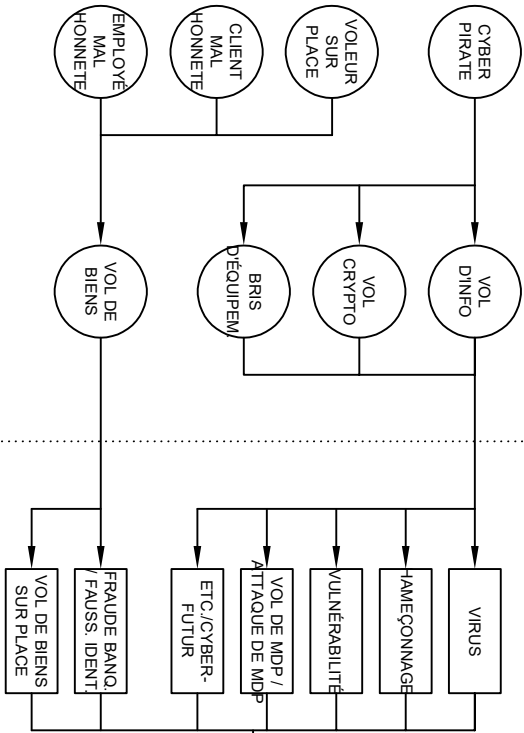 CYBER
PIRATE
VOLEUR
SUR
PLACE
CLIENT
MAL
HONNETE
EMPLOYÉ
MAL
HONNETE
VOL
D'INFO
VOL
CRYPTO
BRIS
D'ÉQUIPEM.
VOL DE
BIENS
VIRUS
HAMEÇONNAGE
VULNÉRABILITÉ
VOL DE MDP /
ATTAQUE DE MDP
ETC./CYBER-
FUTUR
FRAUDE BANQ.
/ FAUSS. IDENT.
VOL DE BIENS
SUR PLACE